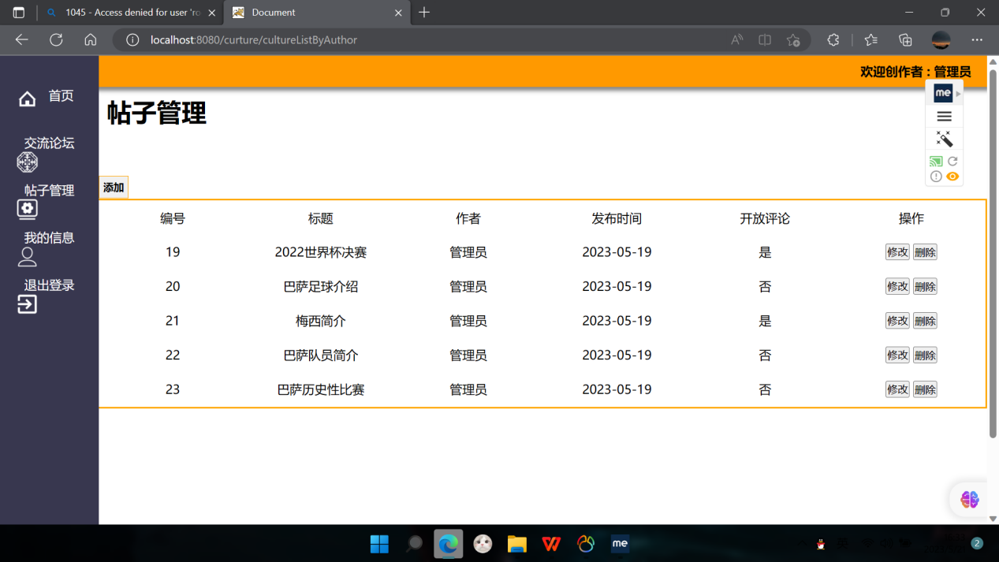 1045 - Access denied for user 'ro
Document
localhost:8080/curture/cultureListByAuthor
欢迎创作者 : 管理员
me
首页
交流论坛
帖子管理
我的信息
退出登录
帖子管理
添加
编号 标题 作者 发布时间 开放评论 操作
19 2022世界杯决赛 管理员 2023-05-19 是 修改 删除
20 巴萨足球介绍 管理员 2023-05-19 否 修改 删除
21 梅西简介 管理员 2023-05-19 是 修改 删除
22 巴萨队员简介 管理员 2023-05-19 否 修改 删除
23 巴萨历史性比赛 管理员 2023-05-19 否 修改 删除
me
2